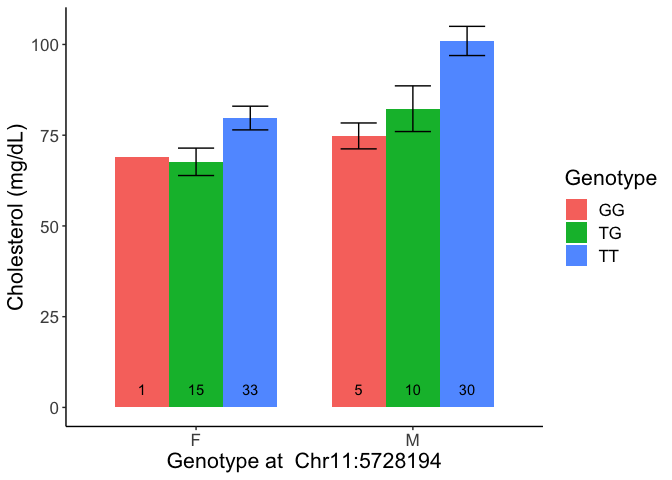 Cholesterol (mg/dL)
100
75
50
25
0
1
15
33
5
10
30
F
M
Genotype at  Chr11:5728194
Genotype
GG
TG
TT